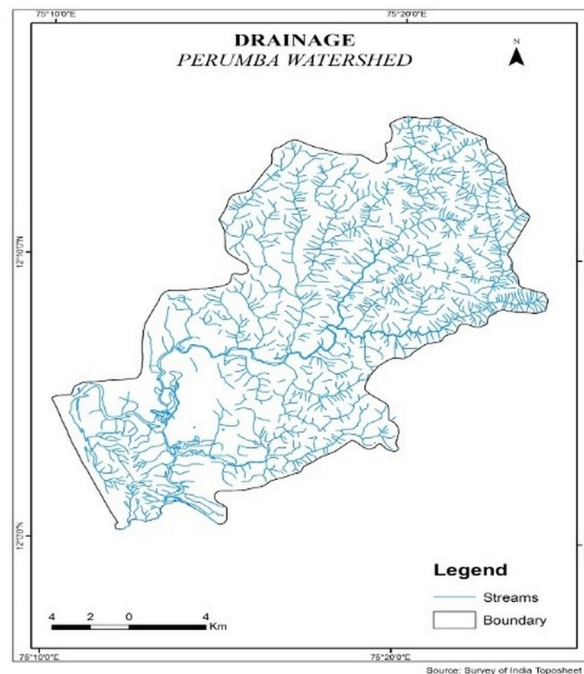 75°10'0"E 75°20'0"E
DRAINAGE
PERUMBA WATERSHED
N
12°10'0"N
12°0'0"N
Legend
Streams
Boundary
4 2 0 4
Km
75°10'0"E 75°20'0"E
Source: Survey of India Toposheet